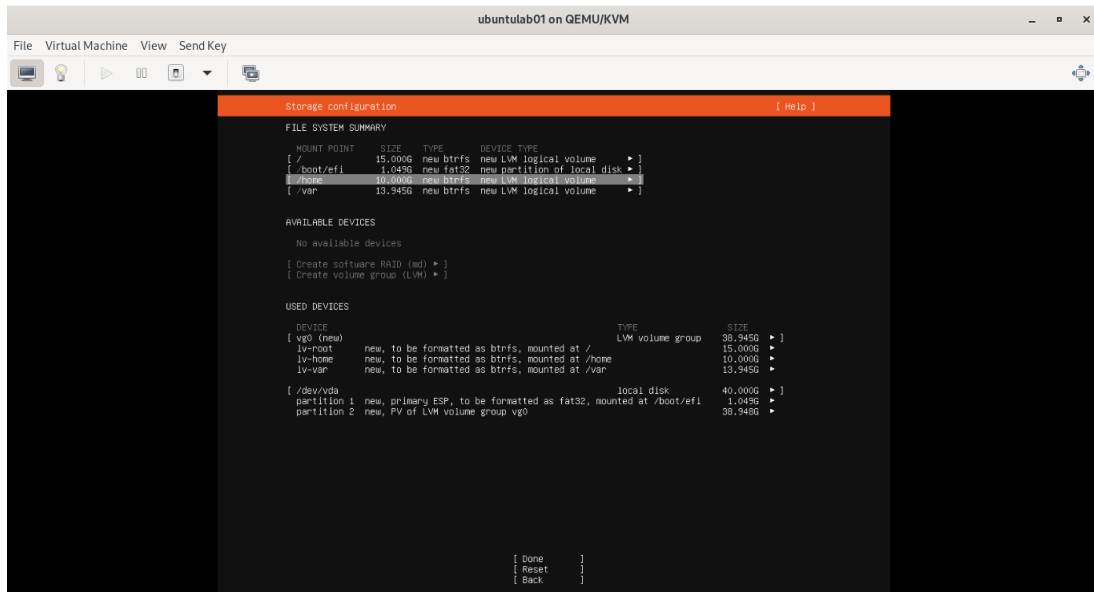 ubuntulab01 on QEMU/KVM
File Virtual Machine View Send Key
Storage configuration [ Help ]
FILE SYSTEM SUMMARY
MOUNT POINT SIZE TYPE DEVICE TYPE
[ / 15.000G new btrfs new LVM logical volume ▸ ]
[ /boot/efi 1.049G new fat32 new partition of local disk ▸ ]
[ /home 10.000G new btrfs new LVM logical volume ▸ ]
[ /var 13.945G new btrfs new LVM logical volume ▸ ]
AVAILABLE DEVICES
No available devices
[ Create software RAID (md) ▸ ]
[ Create volume group (LVM) ▸ ]
USED DEVICES
DEVICE TYPE SIZE
[ vg0 (new) LVM volume group 38.945G ▸ ]
lv-root new, to be formatted as btrfs, mounted at / 15.000G ▸
lv-home new, to be formatted as btrfs, mounted at /home 10.000G ▸
lv-var new, to be formatted as btrfs, mounted at /var 13.945G ▸
[ /dev/vda local disk 40.000G ▸ ]
partition 1 new, primary ESP, to be formatted as fat32, mounted at /boot/efi 1.049G ▸
partition 2 new, PV of LVM volume group vg0 38.948G ▸
[ Done ]
[ Reset ]
[ Back ]